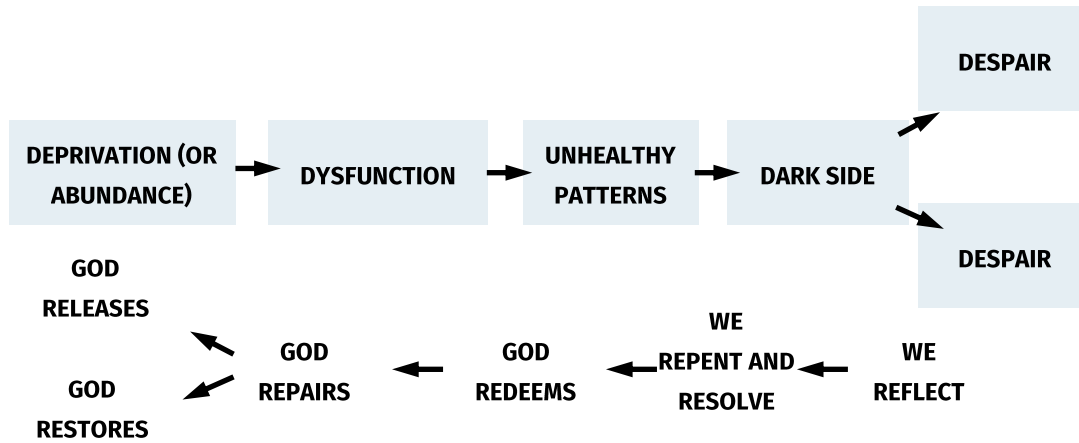 DESPAIR
DEPRIVATION (OR
ABUNDANCE)
DYSFUNCTION
UNHEALTHY
PATTERNS
DARK SIDE
DESPAIR
GOD
RELEASES
GOD
RESTORES
GOD
REPAIRS
GOD
REDEEMS
WE
REPENT AND
RESOLVE
WE
REFLECT